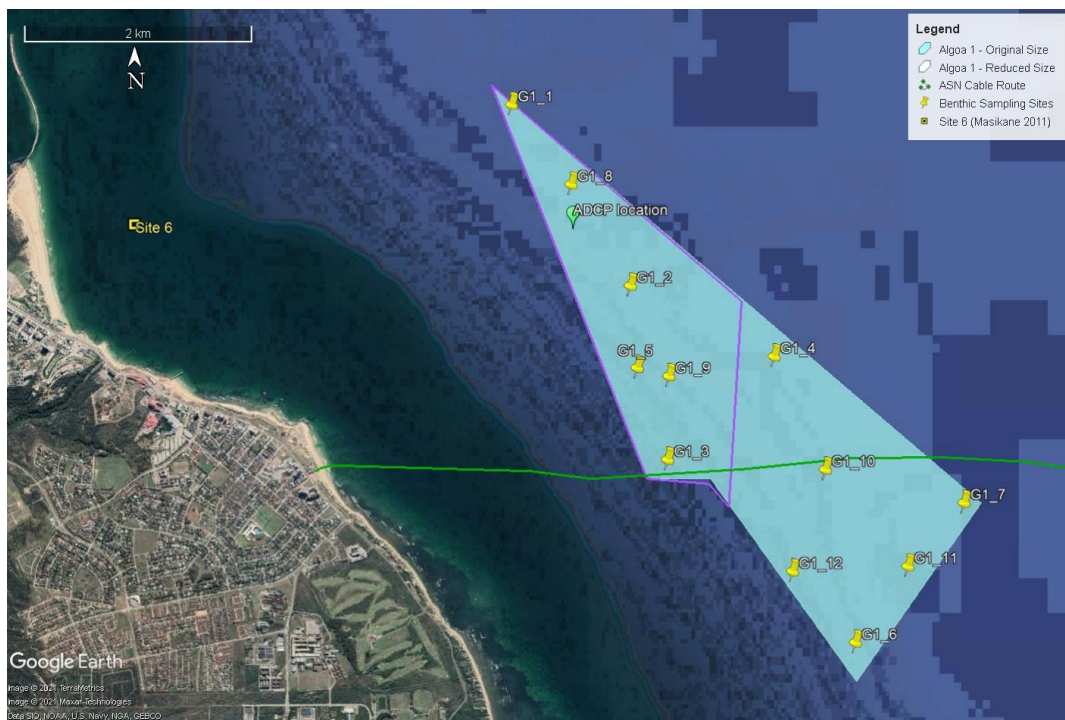 2 km
N
Legend
Algoa 1 - Original Size
Algoa 1 - Reduced Size
ASN Cable Route
Benthic Sampling Sites
Site 6 (Masikane 2011)
G1_1
G1_8
ADCP location
Site 6
G1_2
G1_4
G1_5
G1_9
G1_3
G1_10
G1_7
G1_12
G1_11
G1_6
Google Earth
Image © 2021 TerraMetrics
Image © 2021 Maxar Technologies
Data SIO, NOAA, U.S. Navy, NGA, GEBCO